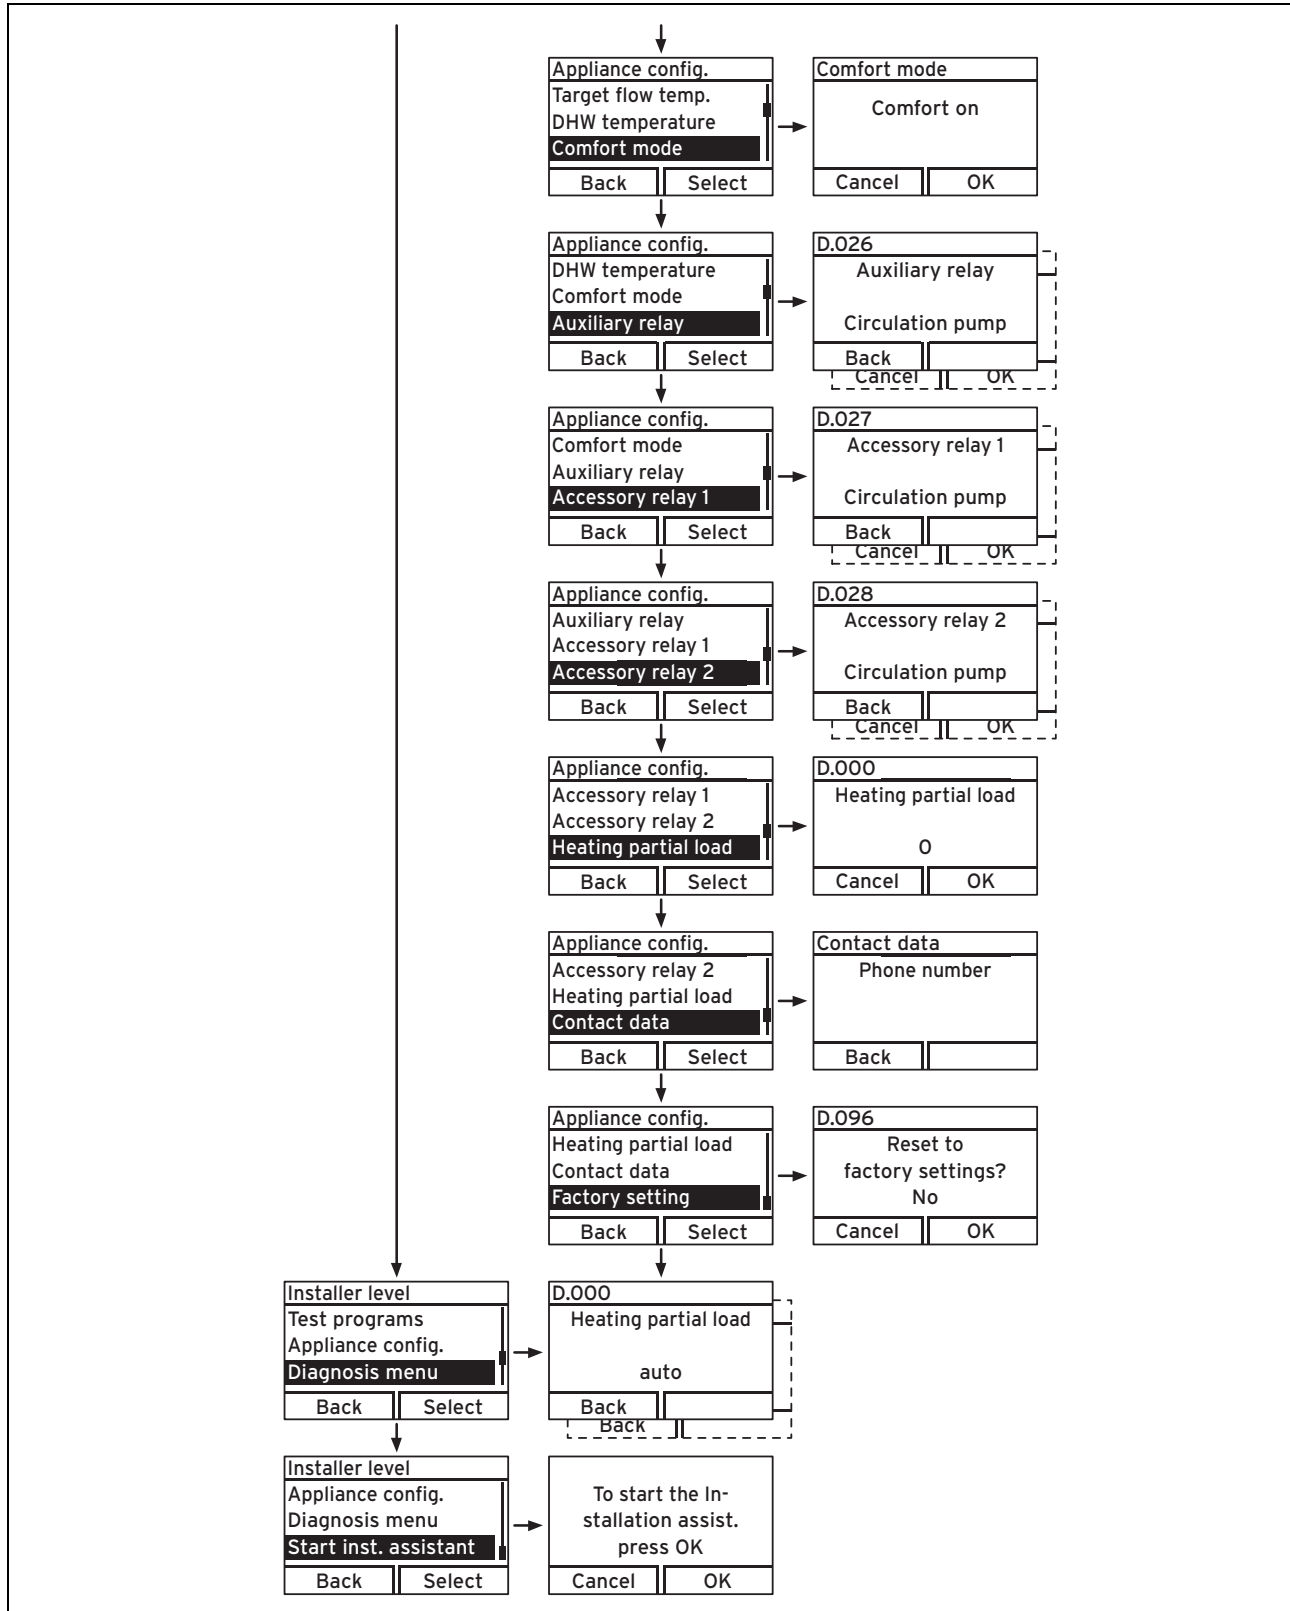 Appliance config.
Target flow temp.
DHW temperature
Comfort mode
Back Select
Comfort mode
Comfort on
Cancel OK
Appliance config.
DHW temperature
Comfort mode
Auxiliary relay
Back Select
D.026
Auxiliary relay
Circulation pump
Back
Cancel OK
Appliance config.
Comfort mode
Auxiliary relay
Accessory relay 1
Back Select
D.027
Accessory relay 1
Circulation pump
Back
Cancel OK
Appliance config.
Auxiliary relay
Accessory relay 1
Accessory relay 2
Back Select
D.028
Accessory relay 2
Circulation pump
Back
Cancel OK
Appliance config.
Accessory relay 1
Accessory relay 2
Heating partial load
Back Select
D.000
Heating partial load
0
Cancel OK
Appliance config.
Accessory relay 2
Heating partial load
Contact data
Back Select
Contact data
Phone number
Back
Appliance config.
Heating partial load
Contact data
Factory setting
Back Select
D.096
Reset to
factory settings?
No
Cancel OK
Installer level
Test programs
Appliance config.
Diagnosis menu
Back Select
D.000
Heating partial load
auto
Back
Back
Installer level
Appliance config.
Diagnosis menu
Start inst. assistant
Back Select
To start the In-
stallation assist.
press OK
Cancel OK